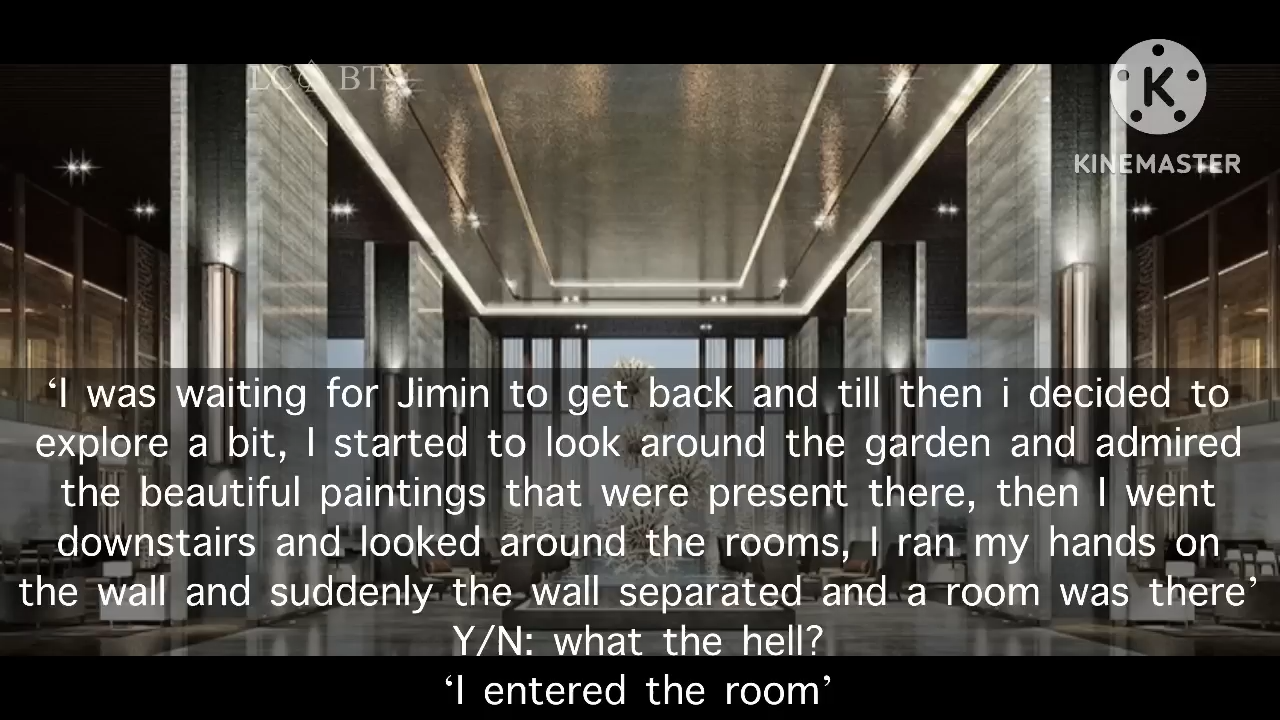 KINEMASTER
‘I was waiting for Jimin to get back and till then i decided to
explore a bit, I started to look around the garden and admired
the beautiful paintings that were present there, then I went
downstairs and looked around the rooms, I ran my hands on
the wall and suddenly the wall separated and a room was there’
Y/N: what the hell?
‘I entered the room’